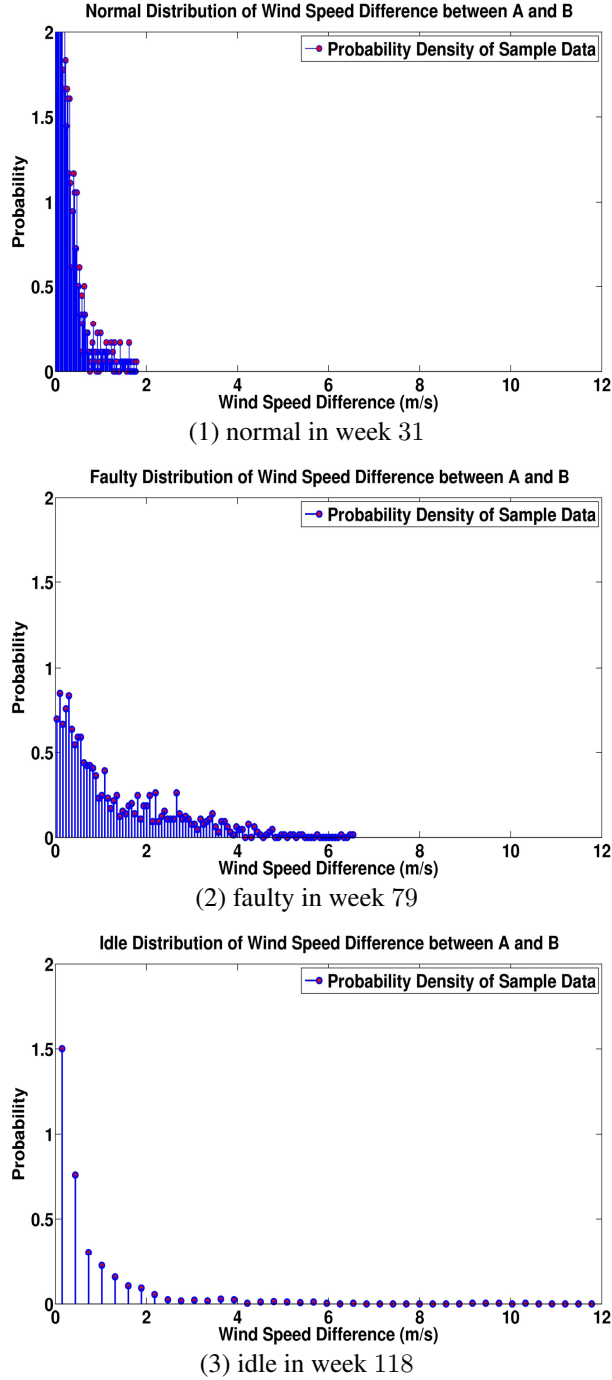 Normal Distribution of Wind Speed Difference between A and B
Probability Density of Sample Data
2
1.5
1
0.5
0
Probability
0 2 4 6 8 10 12
Wind Speed Difference (m/s)
(1) normal in week 31
Faulty Distribution of Wind Speed Difference between A and B
Probability Density of Sample Data
2
1.5
1
0.5
0
Probability
0 2 4 6 8 10 12
Wind Speed Difference (m/s)
(2) faulty in week 79
Idle Distribution of Wind Speed Difference between A and B
Probability Density of Sample Data
2
1.5
1
0.5
0
Probability
0 2 4 6 8 10 12
Wind Speed Difference (m/s)
(3) idle in week 118